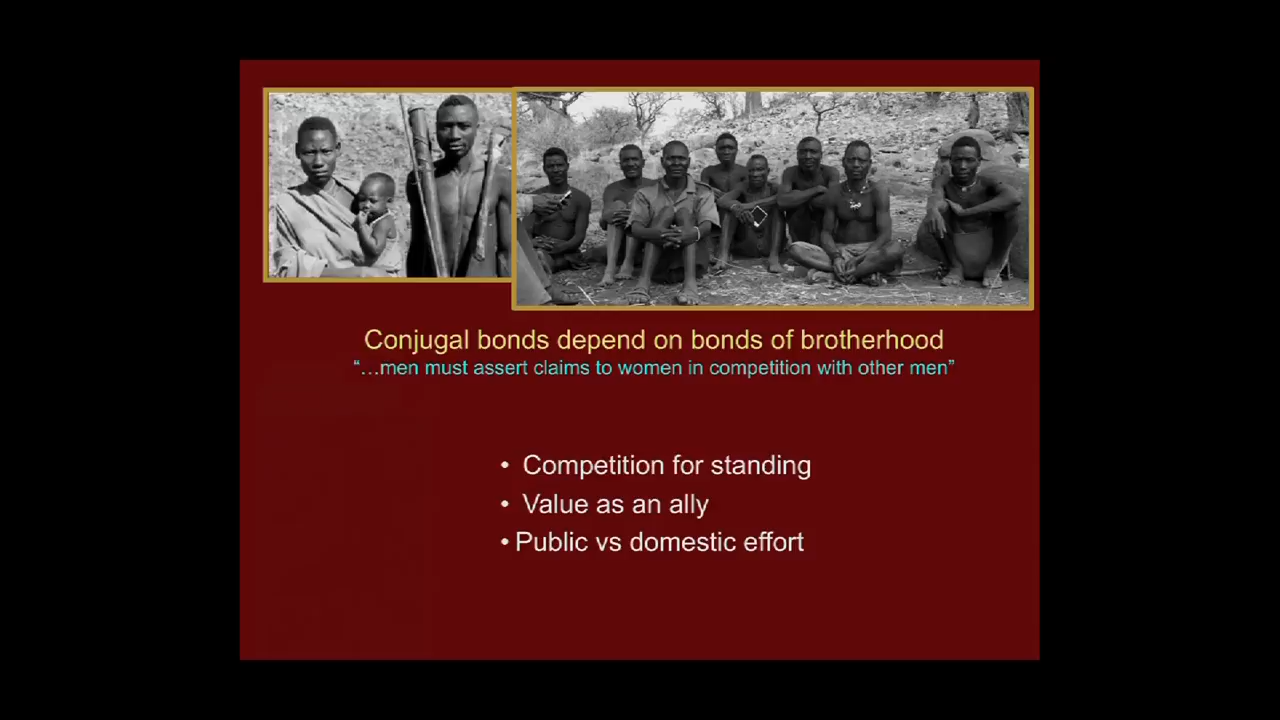 Conjugal bonds depend on bonds of brotherhood
“…men must assert claims to women in competition with other men”
• Competition for standing
• Value as an ally
• Public vs domestic effort